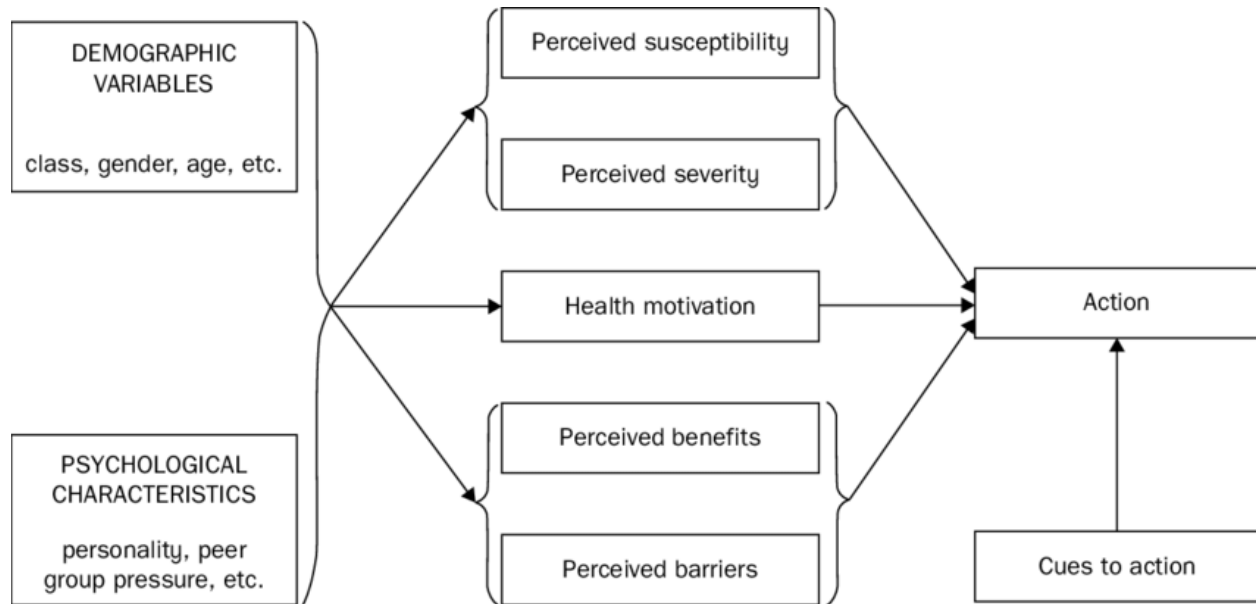 DEMOGRAPHIC
VARIABLES
class, gender, age, etc.
PSYCHOLOGICAL
CHARACTERISTICS
personality, peer
group pressure, etc.
Perceived susceptibility
Perceived severity
Health motivation
Perceived benefits
Perceived barriers
Action
Cues to action